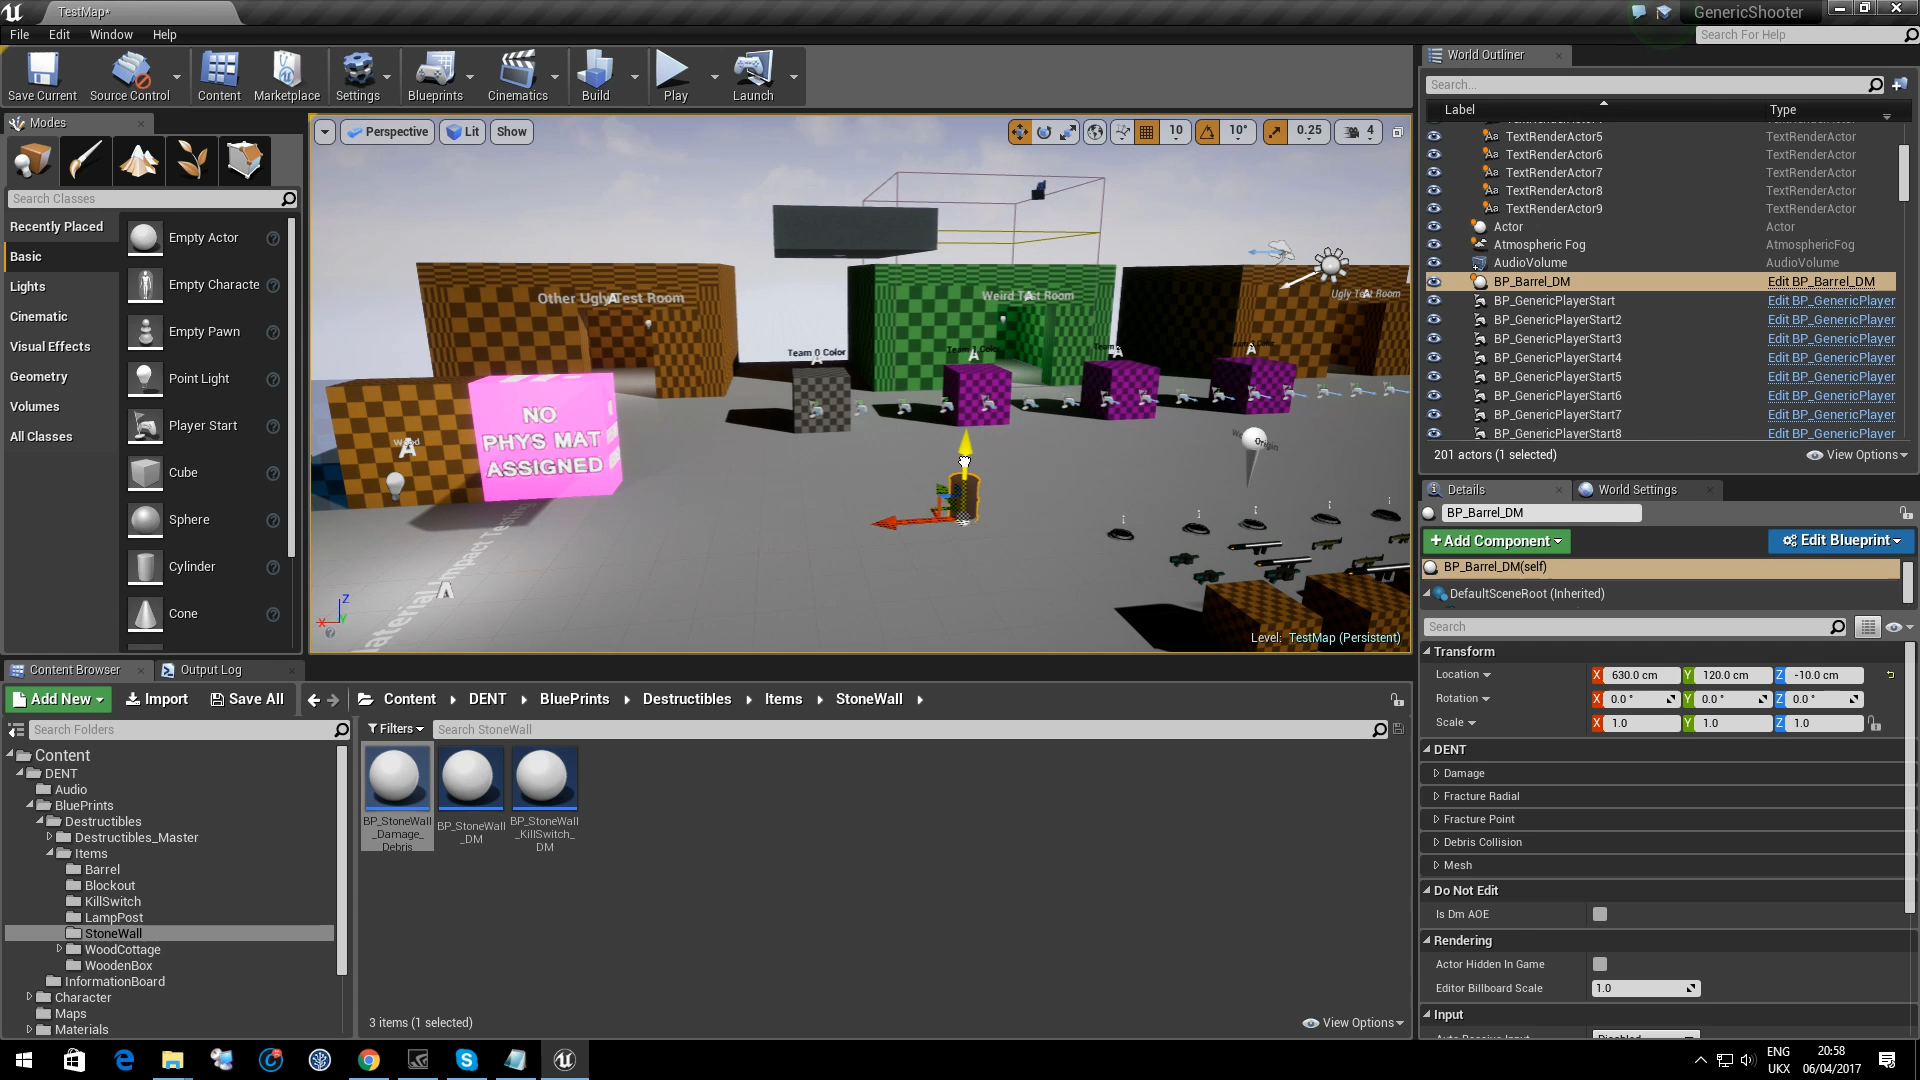 TestMap*
GenericShooter
File Edit Window Help
Search For Help
Save Current
Source Control
Content
Marketplace
Settings
Blueprints
Cinematics
Build
Play
Launch
Modes
Search Classes
Recently Placed
Basic
Lights
Cinematic
Visual Effects
Geometry
Volumes
All Classes
Empty Actor
Empty Characte
Empty Pawn
Point Light
Player Start
Cube
Sphere
Cylinder
Cone
Perspective
Lit
Show
10
10°
0.25
4
Other Ugly Test Room
Weird Test Room
Ugly Test Room
Team 0 Color
NO
PHYS MAT
ASSIGNED
Wood
Level: TestMap (Persistent)
World Outliner
Search...
Label Type
TextRenderActor5 TextRenderActor
TextRenderActor6 TextRenderActor
TextRenderActor7 TextRenderActor
TextRenderActor8 TextRenderActor
TextRenderActor9 TextRenderActor
Actor Actor
Atmospheric Fog AtmosphericFog
AudioVolume AudioVolume
BP_Barrel_DM Edit BP_Barrel_DM
BP_GenericPlayerStart Edit BP_GenericPlayer
BP_GenericPlayerStart2 Edit BP_GenericPlayer
BP_GenericPlayerStart3 Edit BP_GenericPlayer
BP_GenericPlayerStart4 Edit BP_GenericPlayer
BP_GenericPlayerStart5 Edit BP_GenericPlayer
BP_GenericPlayerStart6 Edit BP_GenericPlayer
BP_GenericPlayerStart7 Edit BP_GenericPlayer
BP_GenericPlayerStart8 Edit BP_GenericPlayer
201 actors (1 selected)
View Options
Details
World Settings
BP_Barrel_DM
+Add Component
Edit Blueprint
BP_Barrel_DM(self)
DefaultSceneRoot (Inherited)
Search
Transform
Location X 630.0 cm Y 120.0 cm Z -10.0 cm
Rotation X 0.0 ° Y 0.0 ° Z 0.0 °
Scale X 1.0 Y 1.0 Z 1.0
DENT
Damage
Fracture Radial
Fracture Point
Debris Collision
Mesh
Do Not Edit
Is Dm AOE
Rendering
Actor Hidden In Game
Editor Billboard Scale 1.0
Input
Content Browser
Output Log
Add New
Import
Save All
Content DENT BluePrints Destructibles Items StoneWall
Search Folders
Filters
Search StoneWall
Content
DENT
Audio
BluePrints
Destructibles
Destructibles_Master
Items
Barrel
Blockout
KillSwitch
LampPost
StoneWall
WoodCottage
WoodenBox
InformationBoard
Character
Maps
Materials
BP_StoneWall
_Damage_
Debris
BP_StoneWall
_DM
BP_StoneWall
_KillSwitch_
DM
3 items (1 selected)
View Options
ENG
UKX
20:58
06/04/2017